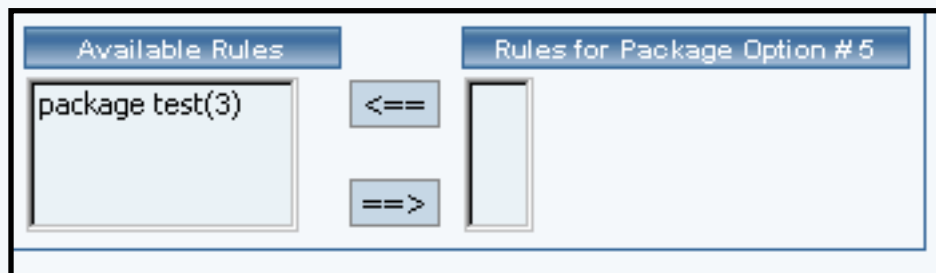 Available Rules
Rules for Package Option # 5
package test(3)
<==
==>